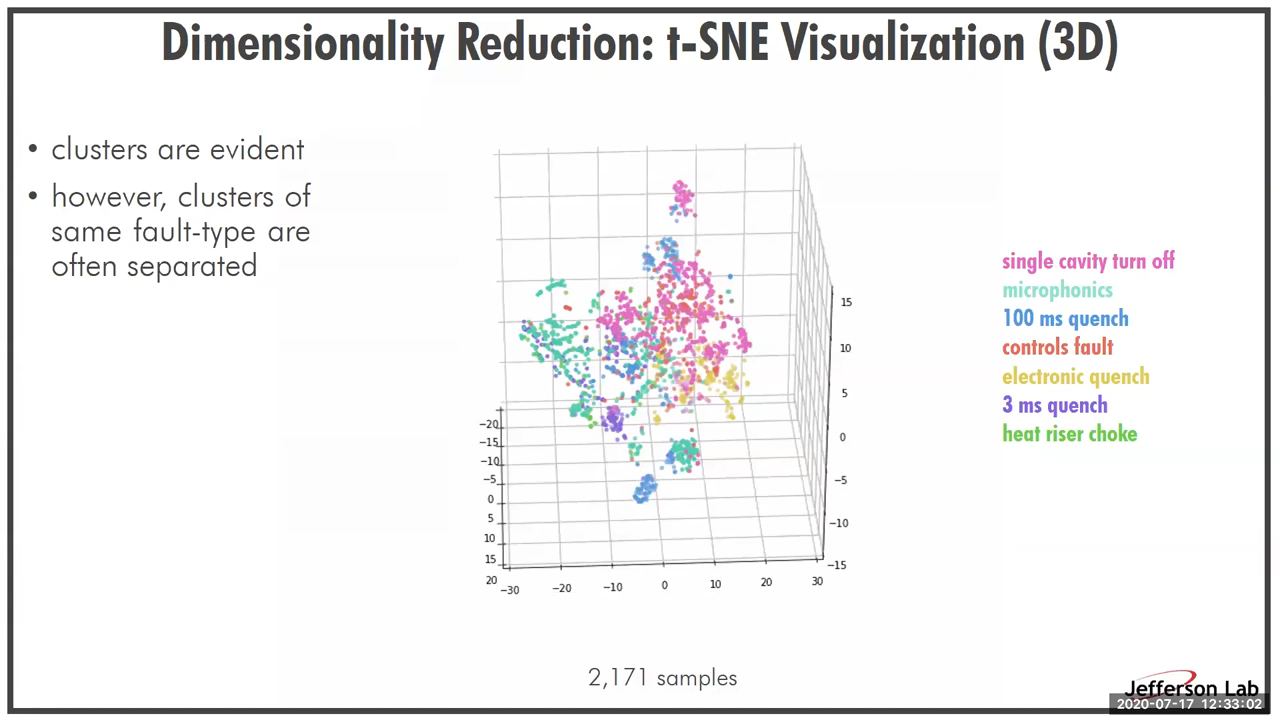 Dimensionality Reduction: t-SNE Visualization (3D)
• clusters are evident
• however, clusters of
same fault-type are
often separated
single cavity turn off
microphonics
100 ms quench
controls fault
electronic quench
3 ms quench
heat riser choke
15
10
5
0
−5
−10
−15
−20
−15
−10
−5
0
5
10
15
20
−30
−20
−10
0
10
20
30
2,171 samples
Jefferson Lab
2020-07-17 12:33:02